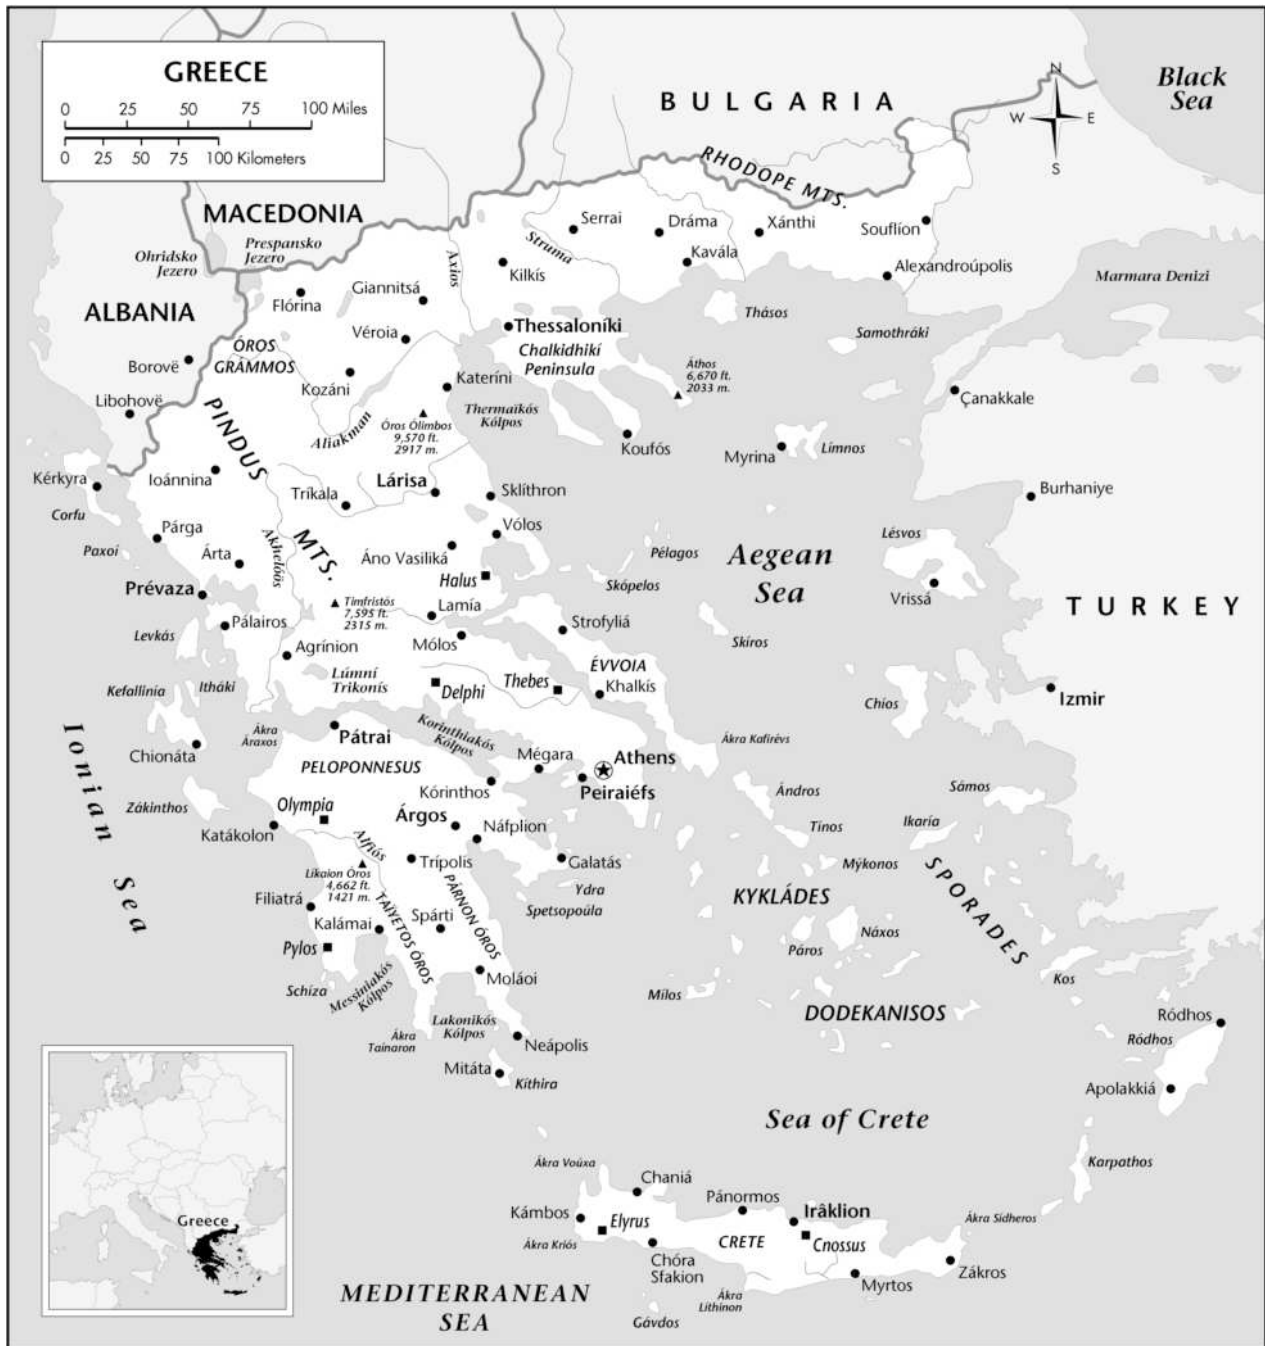 GREECE
0 25 50 75 100 Miles
0 25 50 75 100 Kilometers
N
W E
S
Black
Sea
BULGARIA
RHODOPE MTS.
MACEDONIA
Ohridsko
Jezero
Prespansko
Jezero
ALBANIA
Axios
Struma
Serrai
Dráma
Xánthi
Souflíon
Kilkís
Kavála
Alexandroúpolis
Marmara Denizi
Flórina
Giannitsá
Thásos
Samothráki
Véroia
Thessaloníki
Chalkidhikí
Peninsula
ÓROS
GRÁMMOS
Borovë
Kozáni
Kateríni
Áthos
6,670 ft.
2033 m.
Çanakkale
Libohovë
PINDUS
MTS.
Aliakman
Óros Ólimbos
9,570 ft.
2917 m.
Thermaïkós
Kólpos
Koufós
Myrina
Límnos
Kérkyra
Corfu
Ioánnina
Tríkala
Lárisa
Sklíthron
Burhaniye
Párga
Paxoi
Árta
Akhelóös
Áno Vasiliká
Vólos
Pélagos
Aegean
Sea
Lésvos
Halus
Skópelos
Vrissá
TURKEY
Prévaza
Timfristós
7,595 ft.
2315 m.
Lamía
Strofyliá
Skíros
Levkás
Pálairos
Mólos
Agrínion
ÉVVOIA
Lúmní
Trikonís
Delphi
Thebes
Khalkís
Kefallinía
Itháki
Chíos
Izmir
Ionian Sea
Ákra
Áraxos
Pátrai
Korinthiakós
Kólpos
Ákra Kafirévs
Chionáta
PELOPONNESUS
Mégara
Athens
Peiraiéfs
Kórinthos
Ándros
Sámos
Zákinthos
Olympia
Katákolon
Árgos
Náfplion
Tínos
Ikaría
Alfiós
Trípolis
Galatás
Mýkonos
SPORADES
Líkaion Óros
4,662 ft.
1421 m.
Ydra
KYKLÁDES
Filiatrá
TAÏYETOS ÓROS
PÁRNON ÓROS
Spetsopoúla
Kalámai
Spárti
Náxos
Páros
Pylos
Moláoi
Kos
Schíza
Messiniakós
Kólpos
Mílos
DODEKANISOS
Ródhos
Ákra
Taínaron
Lakonikós
Kólpos
Neápolis
Ródhos
Mitáta
Kíthira
Apolakkiá
Sea of Crete
Karpathos
Ákra Voúxa
Chaniá
Pánormos
Kámbos
Elyrus
Irâklion
Ákra Sídheros
Ákra Kriós
CRETE
Cnossus
Chóra
Sfakion
Zákros
Myrtos
Ákra
Líthinon
Gávdos
MEDITERRANEAN
SEA
Greece